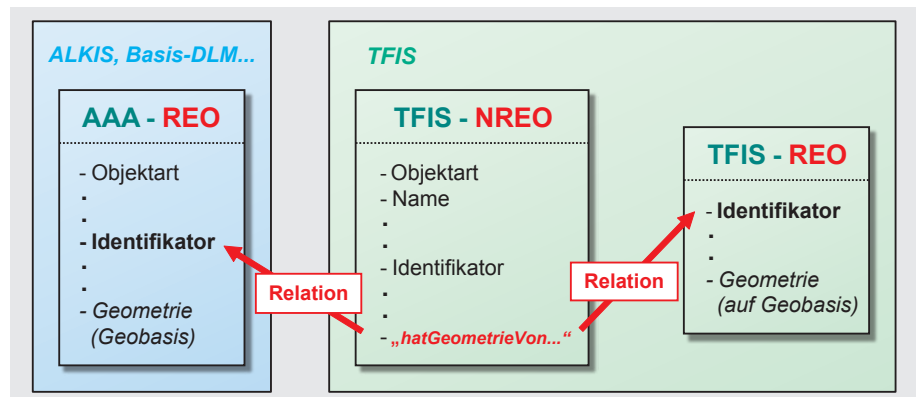 ALKIS, Basis-DLM...
AAA - REO
- Objektart
.
.
- Identifikator
.
.
- Geometrie
(Geobasis)
Relation
TFIS
TFIS - NREO
- Objektart
- Name
.
.
- Identifikator
.
.
- „hatGeometrieVon...“
Relation
TFIS - REO
- Identifikator
.
.
- Geometrie
(auf Geobasis)